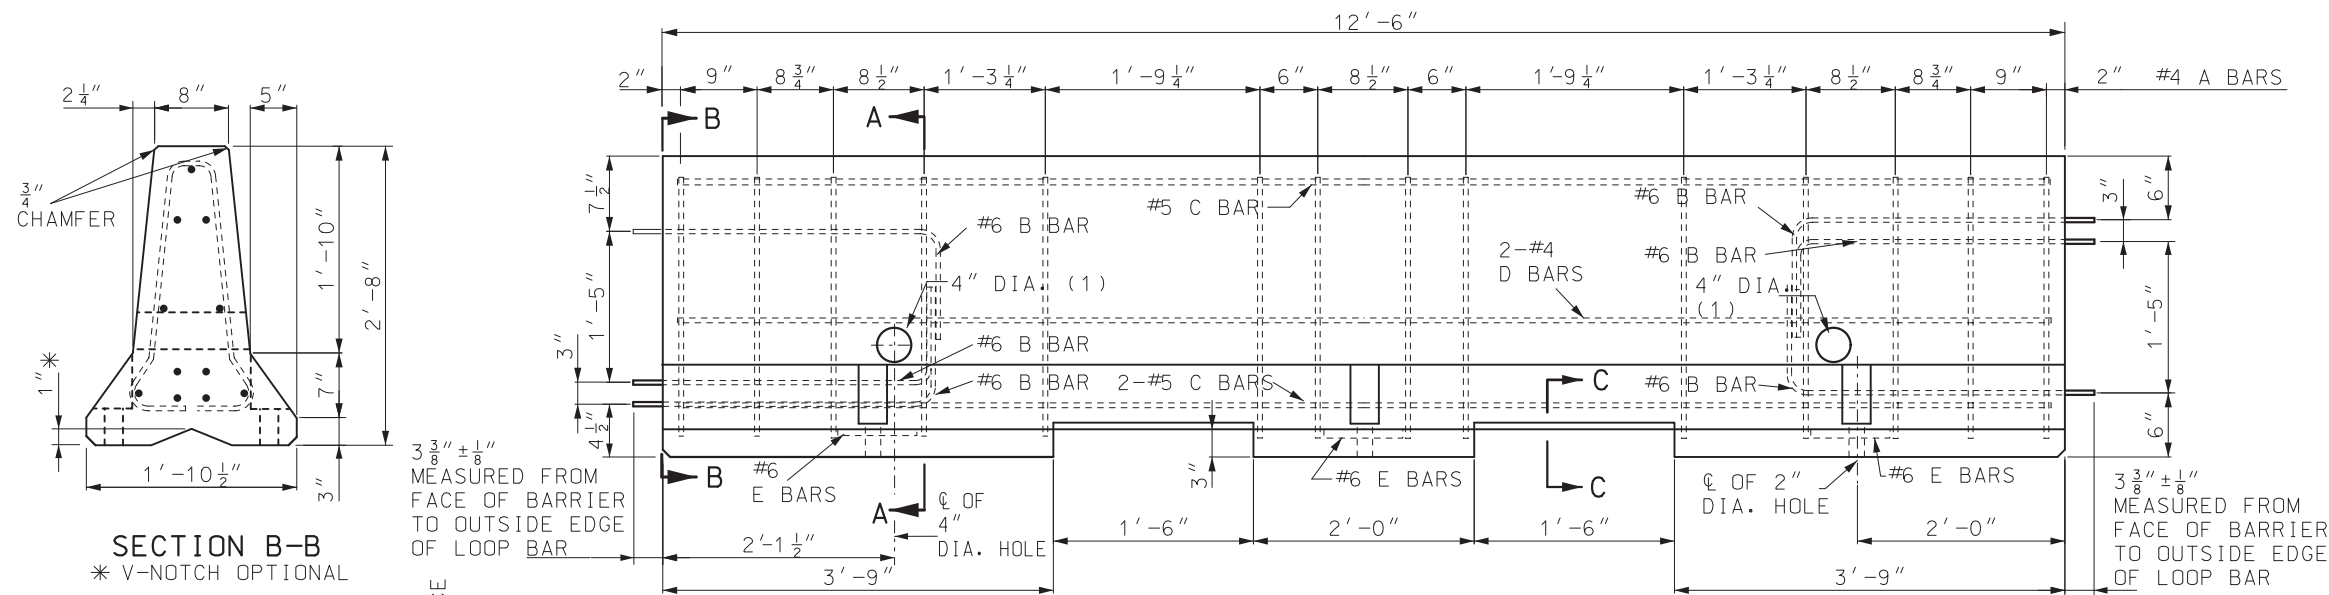 12'-6"
2" 9" 8 3/4" 8 1/2" 1'-3 1/4" 1'-9 1/4" 6" 8 1/2" 6" 1'-9 1/4" 1'-3 1/4" 8 1/2" 8 3/4" 9" 2" #4 A BARS
2 1/4" 8" 5"
B A
3/4"
CHAMFER
1'-10"
2'-8"
7"
3"
1" *
1'-10 1/2"
SECTION B-B
* V-NOTCH OPTIONAL
7 1/2"
1'-5"
3"
4 1/2"
#5 C BAR
#6 B BAR
#6 B BAR
#6 B BAR
2-#4
D BARS
4" DIA. (1)
4" DIA.
(1)
#6 B BAR
#6 B BAR
2-#5 C BARS
#6 B BAR
C
3"
6"
1'-5"
6"
B
#6
E BARS
A
3"
#6 E BARS
C
#6 E BARS
℄ OF
4"
DIA. HOLE
℄ OF 2"
DIA. HOLE
3 3/8" ± 1/8"
MEASURED FROM
FACE OF BARRIER
TO OUTSIDE EDGE
OF LOOP BAR
3 3/8" ± 1/8"
MEASURED FROM
FACE OF BARRIER
TO OUTSIDE EDGE
OF LOOP BAR
2'-1 1/2"
1'-6" 2'-0" 1'-6" 2'-0"
3'-9" 3'-9"